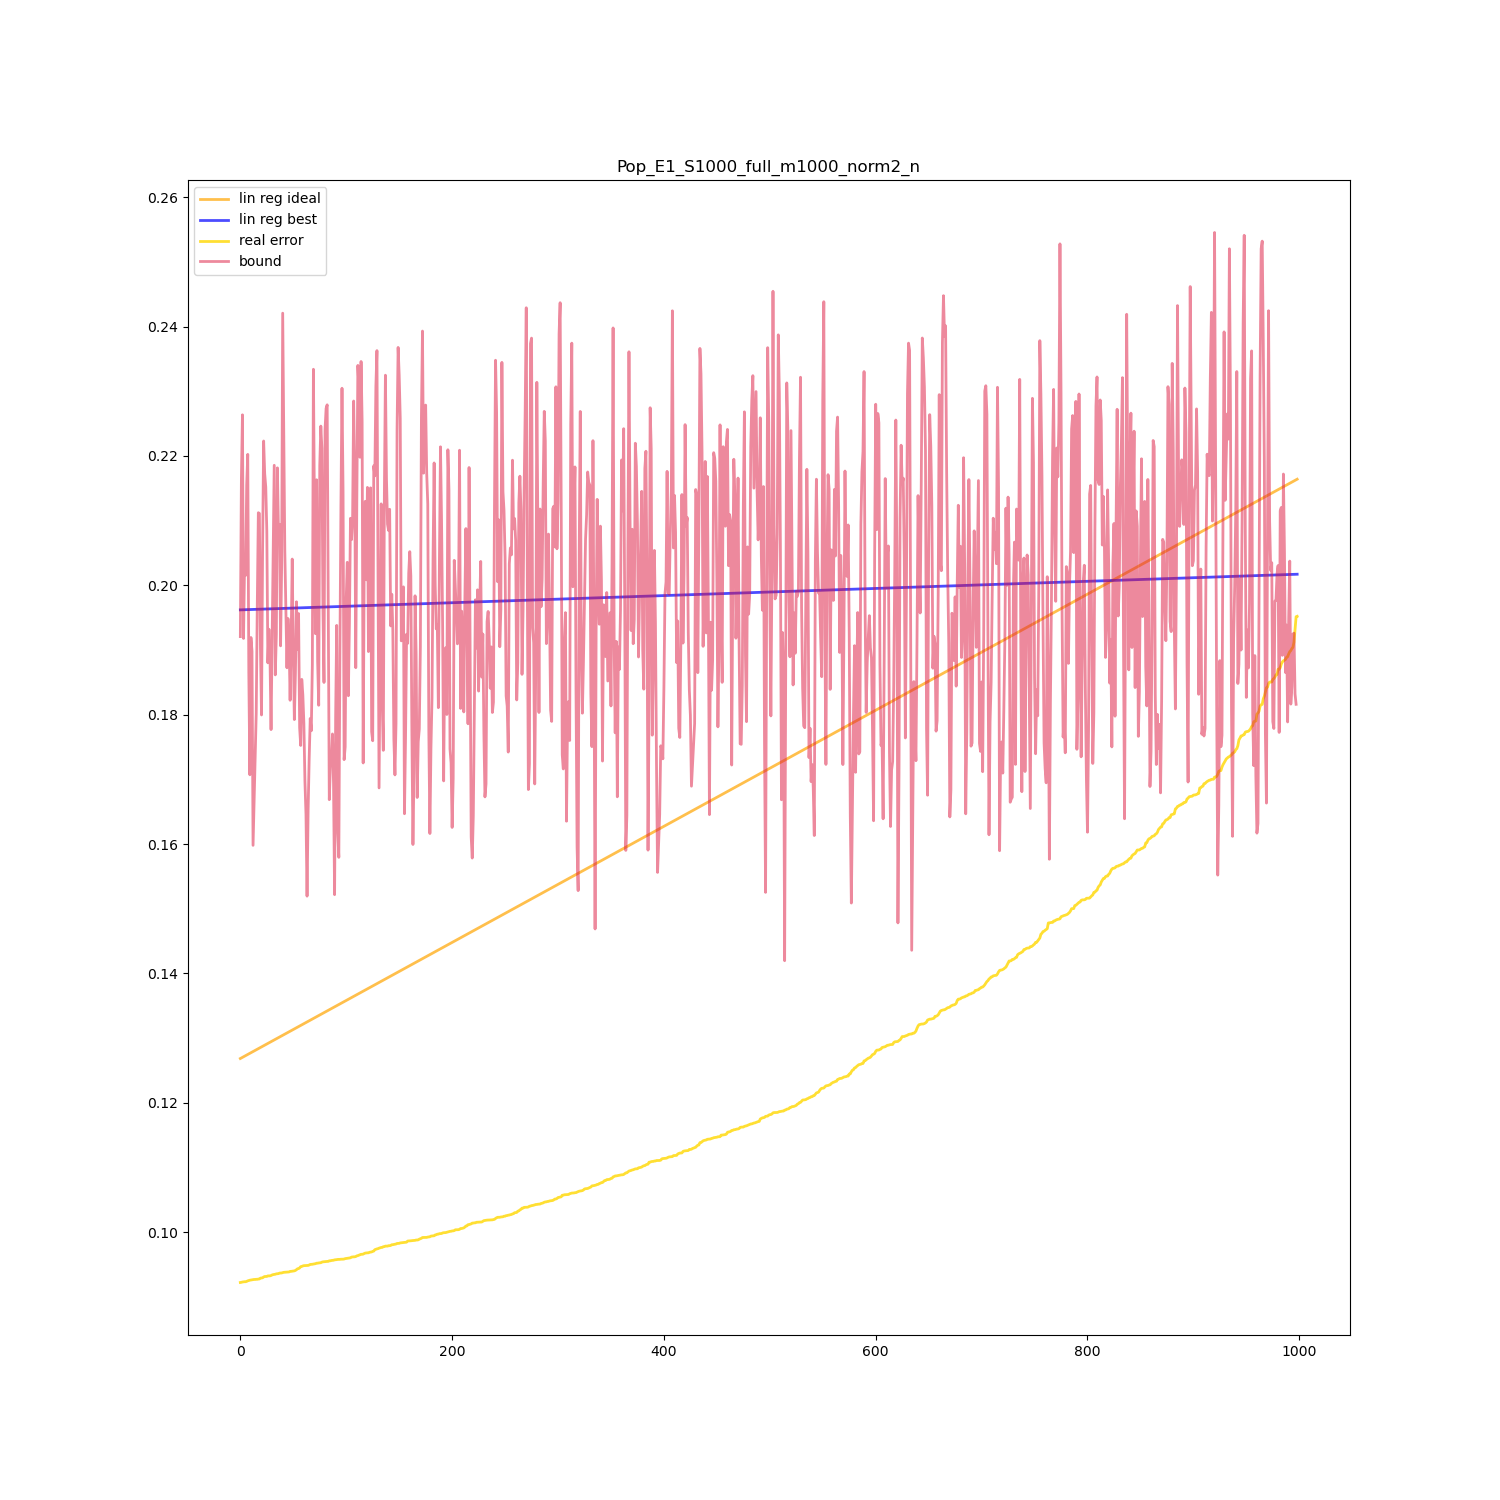 Pop_E1_S1000_full_m1000_norm2_n
lin reg ideal
lin reg best
real error
bound
0.26
0.24
0.22
0.20
0.18
0.16
0.14
0.12
0.10
0 200 400 600 800 1000